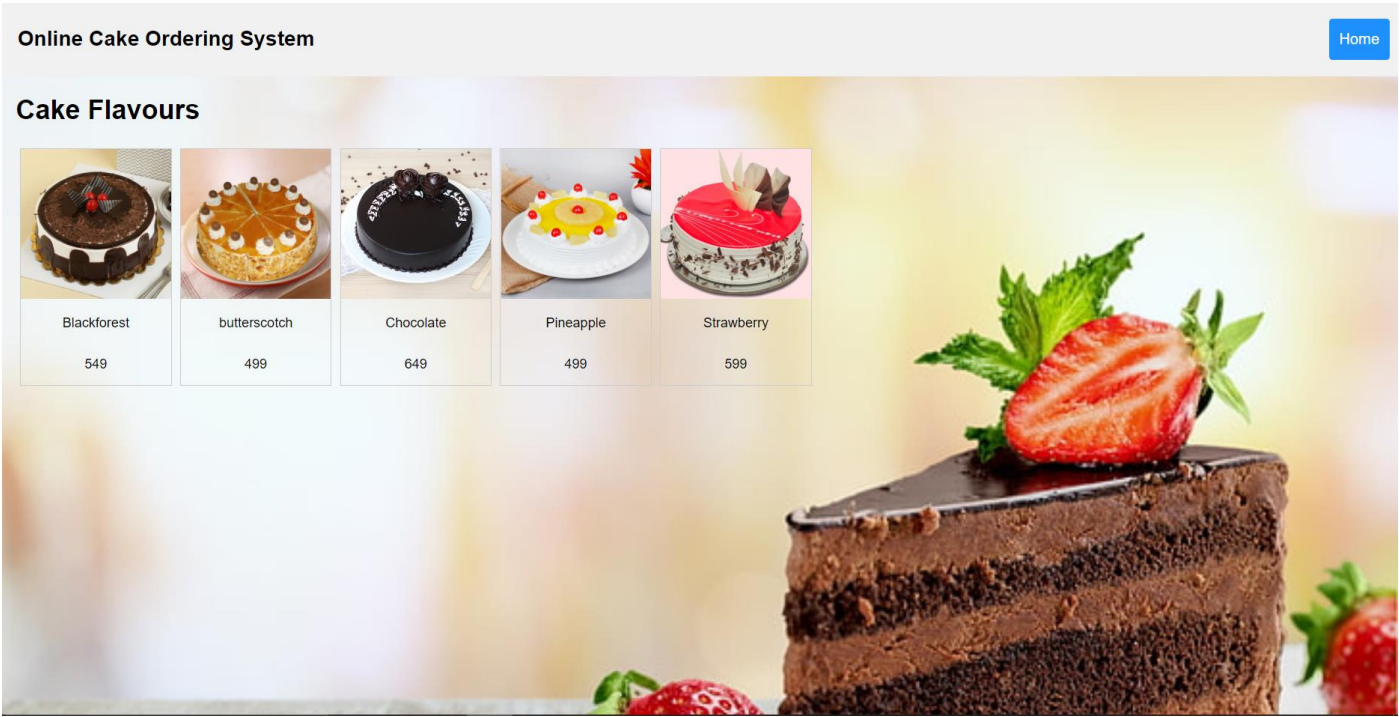 Online Cake Ordering System
Home
Cake Flavours
Blackforest
butterscotch
Chocolate
Pineapple
Strawberry
549
499
649
499
599